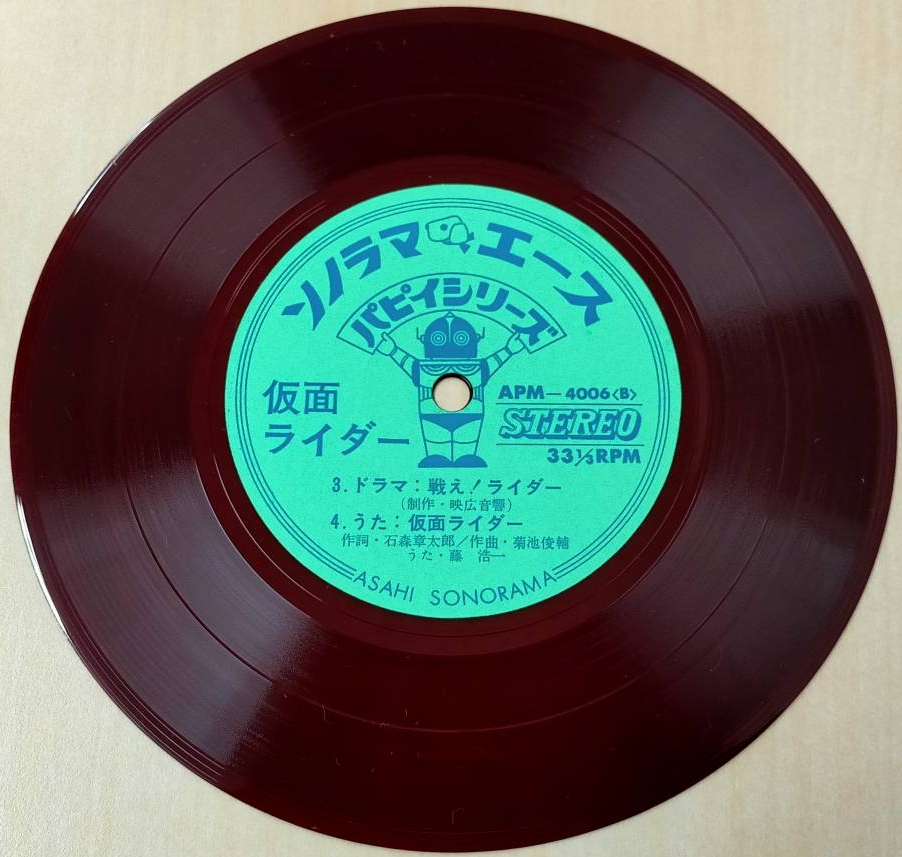 ソノラマエース
パピイシリーズ
仮面
ライダー
APM—4006<B>
STEREO
33⅓RPM
3.ドラマ:戦え!ライダー
(制作・映広音響)
4.うた:仮面ライダー
作詞・石森章太郎/作曲・菊池俊輔
うた・藤 浩一
ASAHI SONORAMA